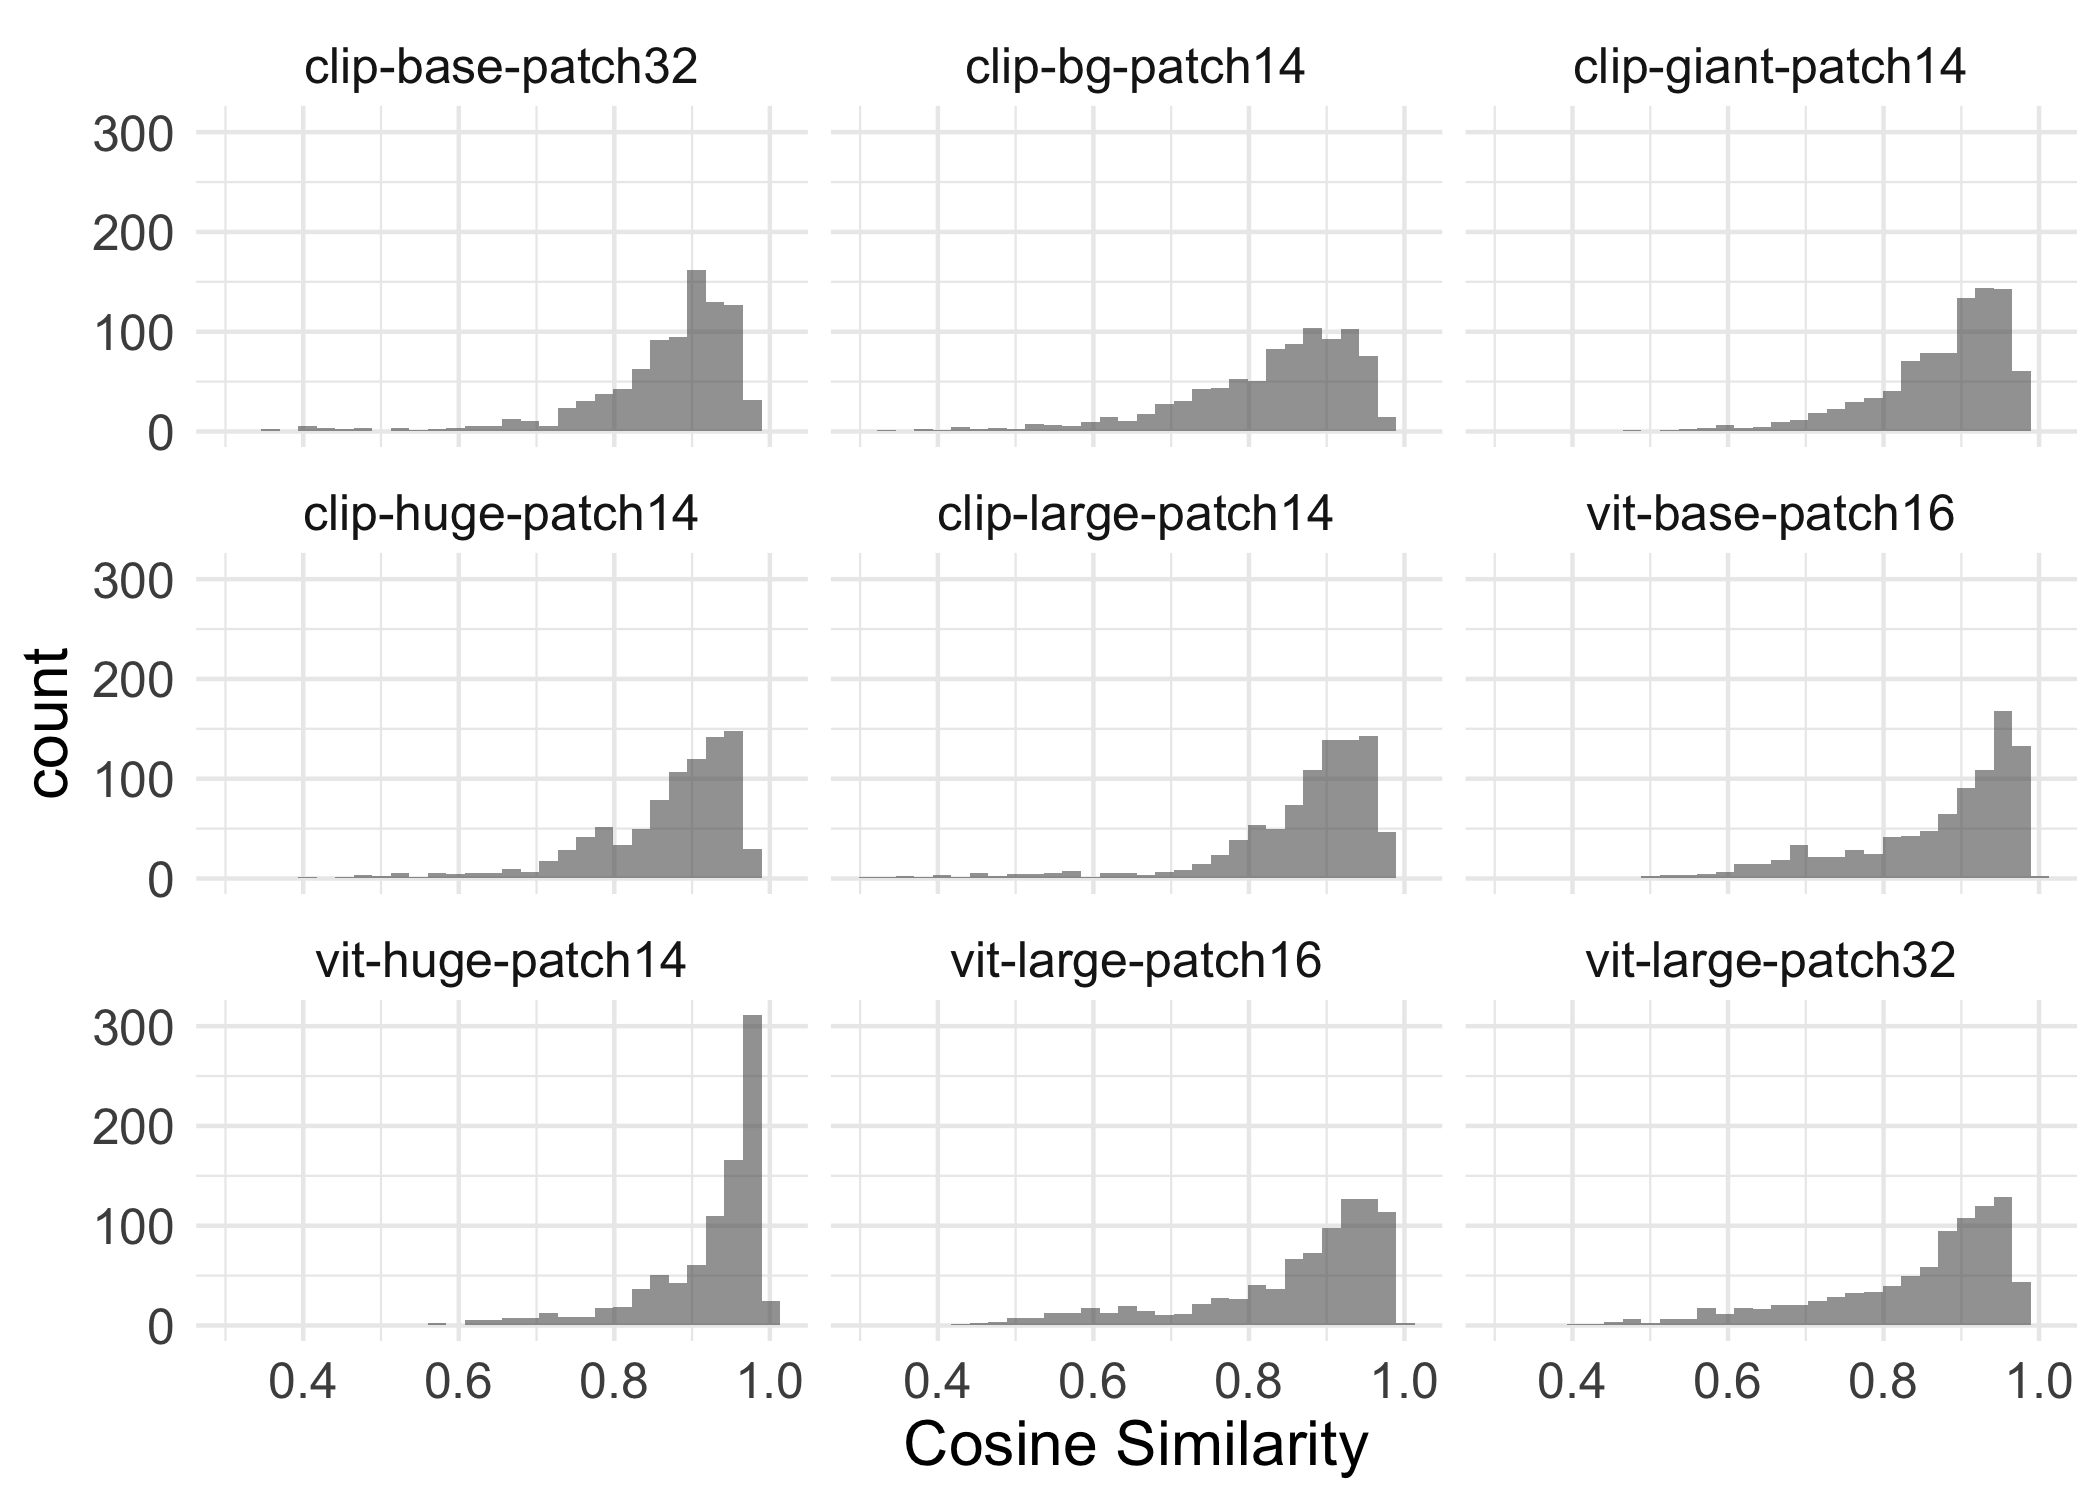 clip-base-patch32 clip-bg-patch14 clip-giant-patch14
300
200
100
0
clip-huge-patch14 clip-large-patch14 vit-base-patch16
300
200
100
0
count
vit-huge-patch14 vit-large-patch16 vit-large-patch32
300
200
100
0
0.4 0.6 0.8 1.0 0.4 0.6 0.8 1.0 0.4 0.6 0.8 1.0
Cosine Similarity